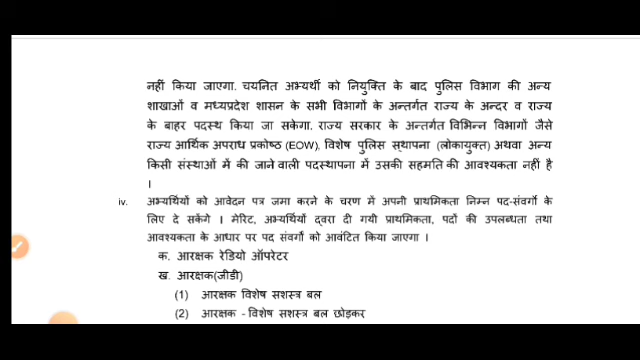 नहीं किया जाएगा. चयनित अभ्यर्थी को नियुक्ति के बाद पुलिस विभाग की अन्य
शाखाओं व मध्यप्रदेश शासन के सभी विभागों के अन्तर्गत राज्य के अन्दर व राज्य
के बाहर पदस्थ किया जा सकेगा. राज्य सरकार के अन्तर्गत विभिन्न विभागों जैसे
राज्य आर्थिक अपराध प्रकोष्ठ (EOW), विशेष पुलिस स्थापना (लोकायुक्त) अथवा अन्य
किसी संस्थाओं में की जाने वाली पदस्थापना में उसकी सहमति की आवश्यकता नहीं है
।
iv. अभ्यर्थियों को आवेदन पत्र जमा करने के चरण में अपनी प्राथमिकता निम्न पद-संवर्गो के
लिए दे सकेंगे । मेरिट, अभ्यर्थियों द्वारा दी गयी प्राथमिकता, पदों की उपलब्धता तथा
आवश्यकता के आधार पर पद संवर्गो को आवंटित किया जाएगा ।
क. आरक्षक रेडियो ऑपरेटर
ख. आरक्षक(जीडी)
(1) आरक्षक विशेष सशस्त्र बल
(2) आरक्षक - विशेष सशस्त्र बल छोड़कर